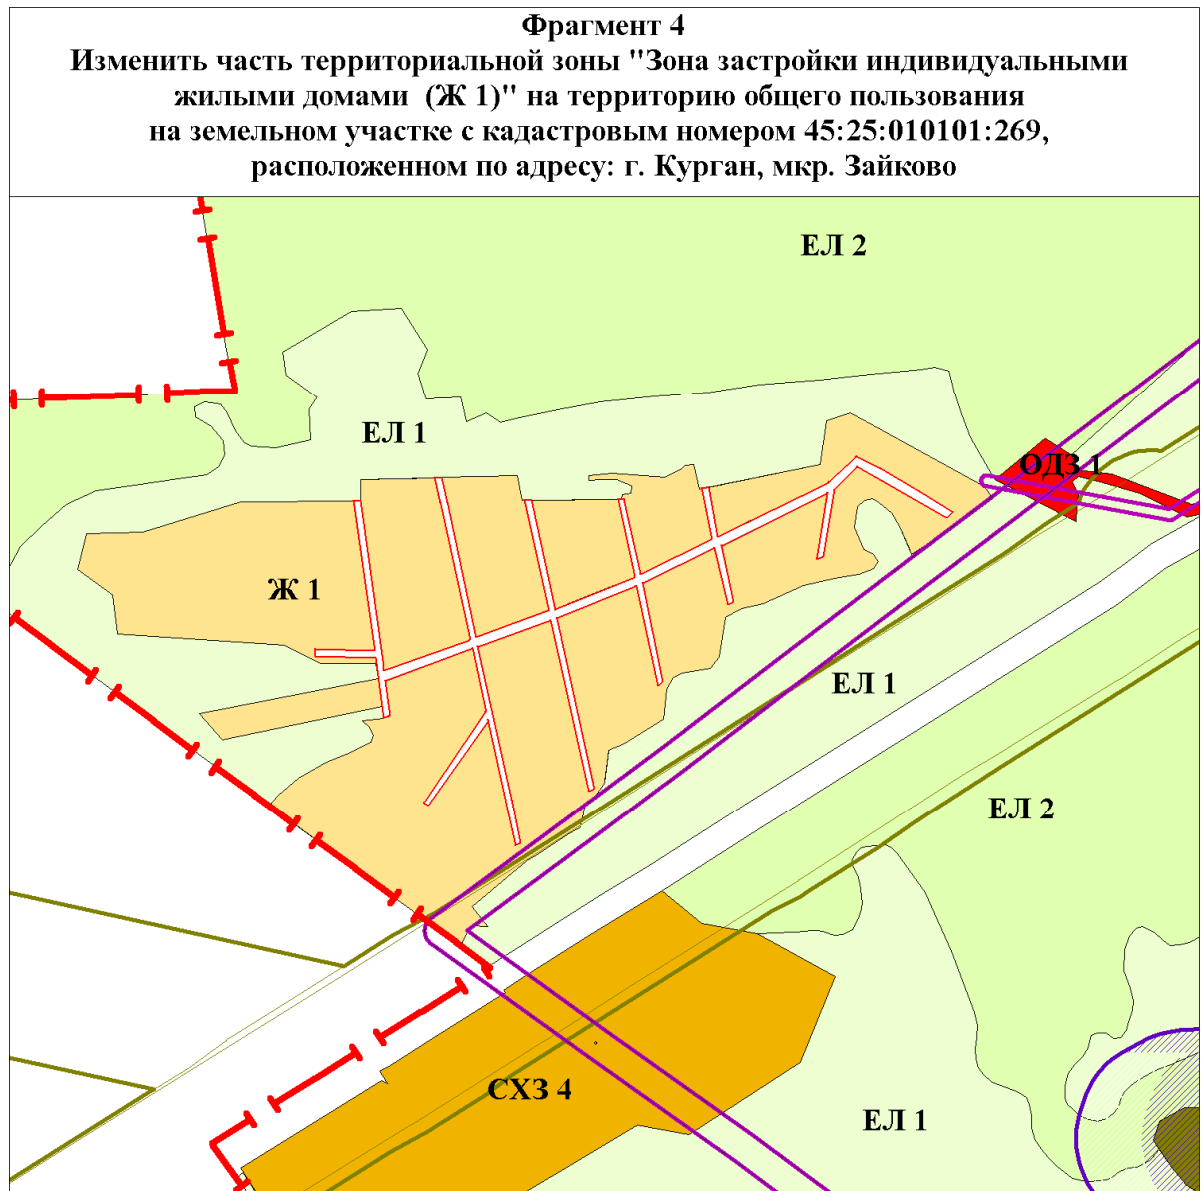 Фрагмент 4
Изменить часть территориальной зоны "Зона застройки индивидуальными
жилыми домами (Ж 1)" на территорию общего пользования
на земельном участке с кадастровым номером 45:25:010101:269,
расположенном по адресу: г. Курган, мкр. Зайково
ЕЛ 2
ЕЛ 1
ОДЗ 1
Ж 1
ЕЛ 1
ЕЛ 2
СХЗ 4
ЕЛ 1